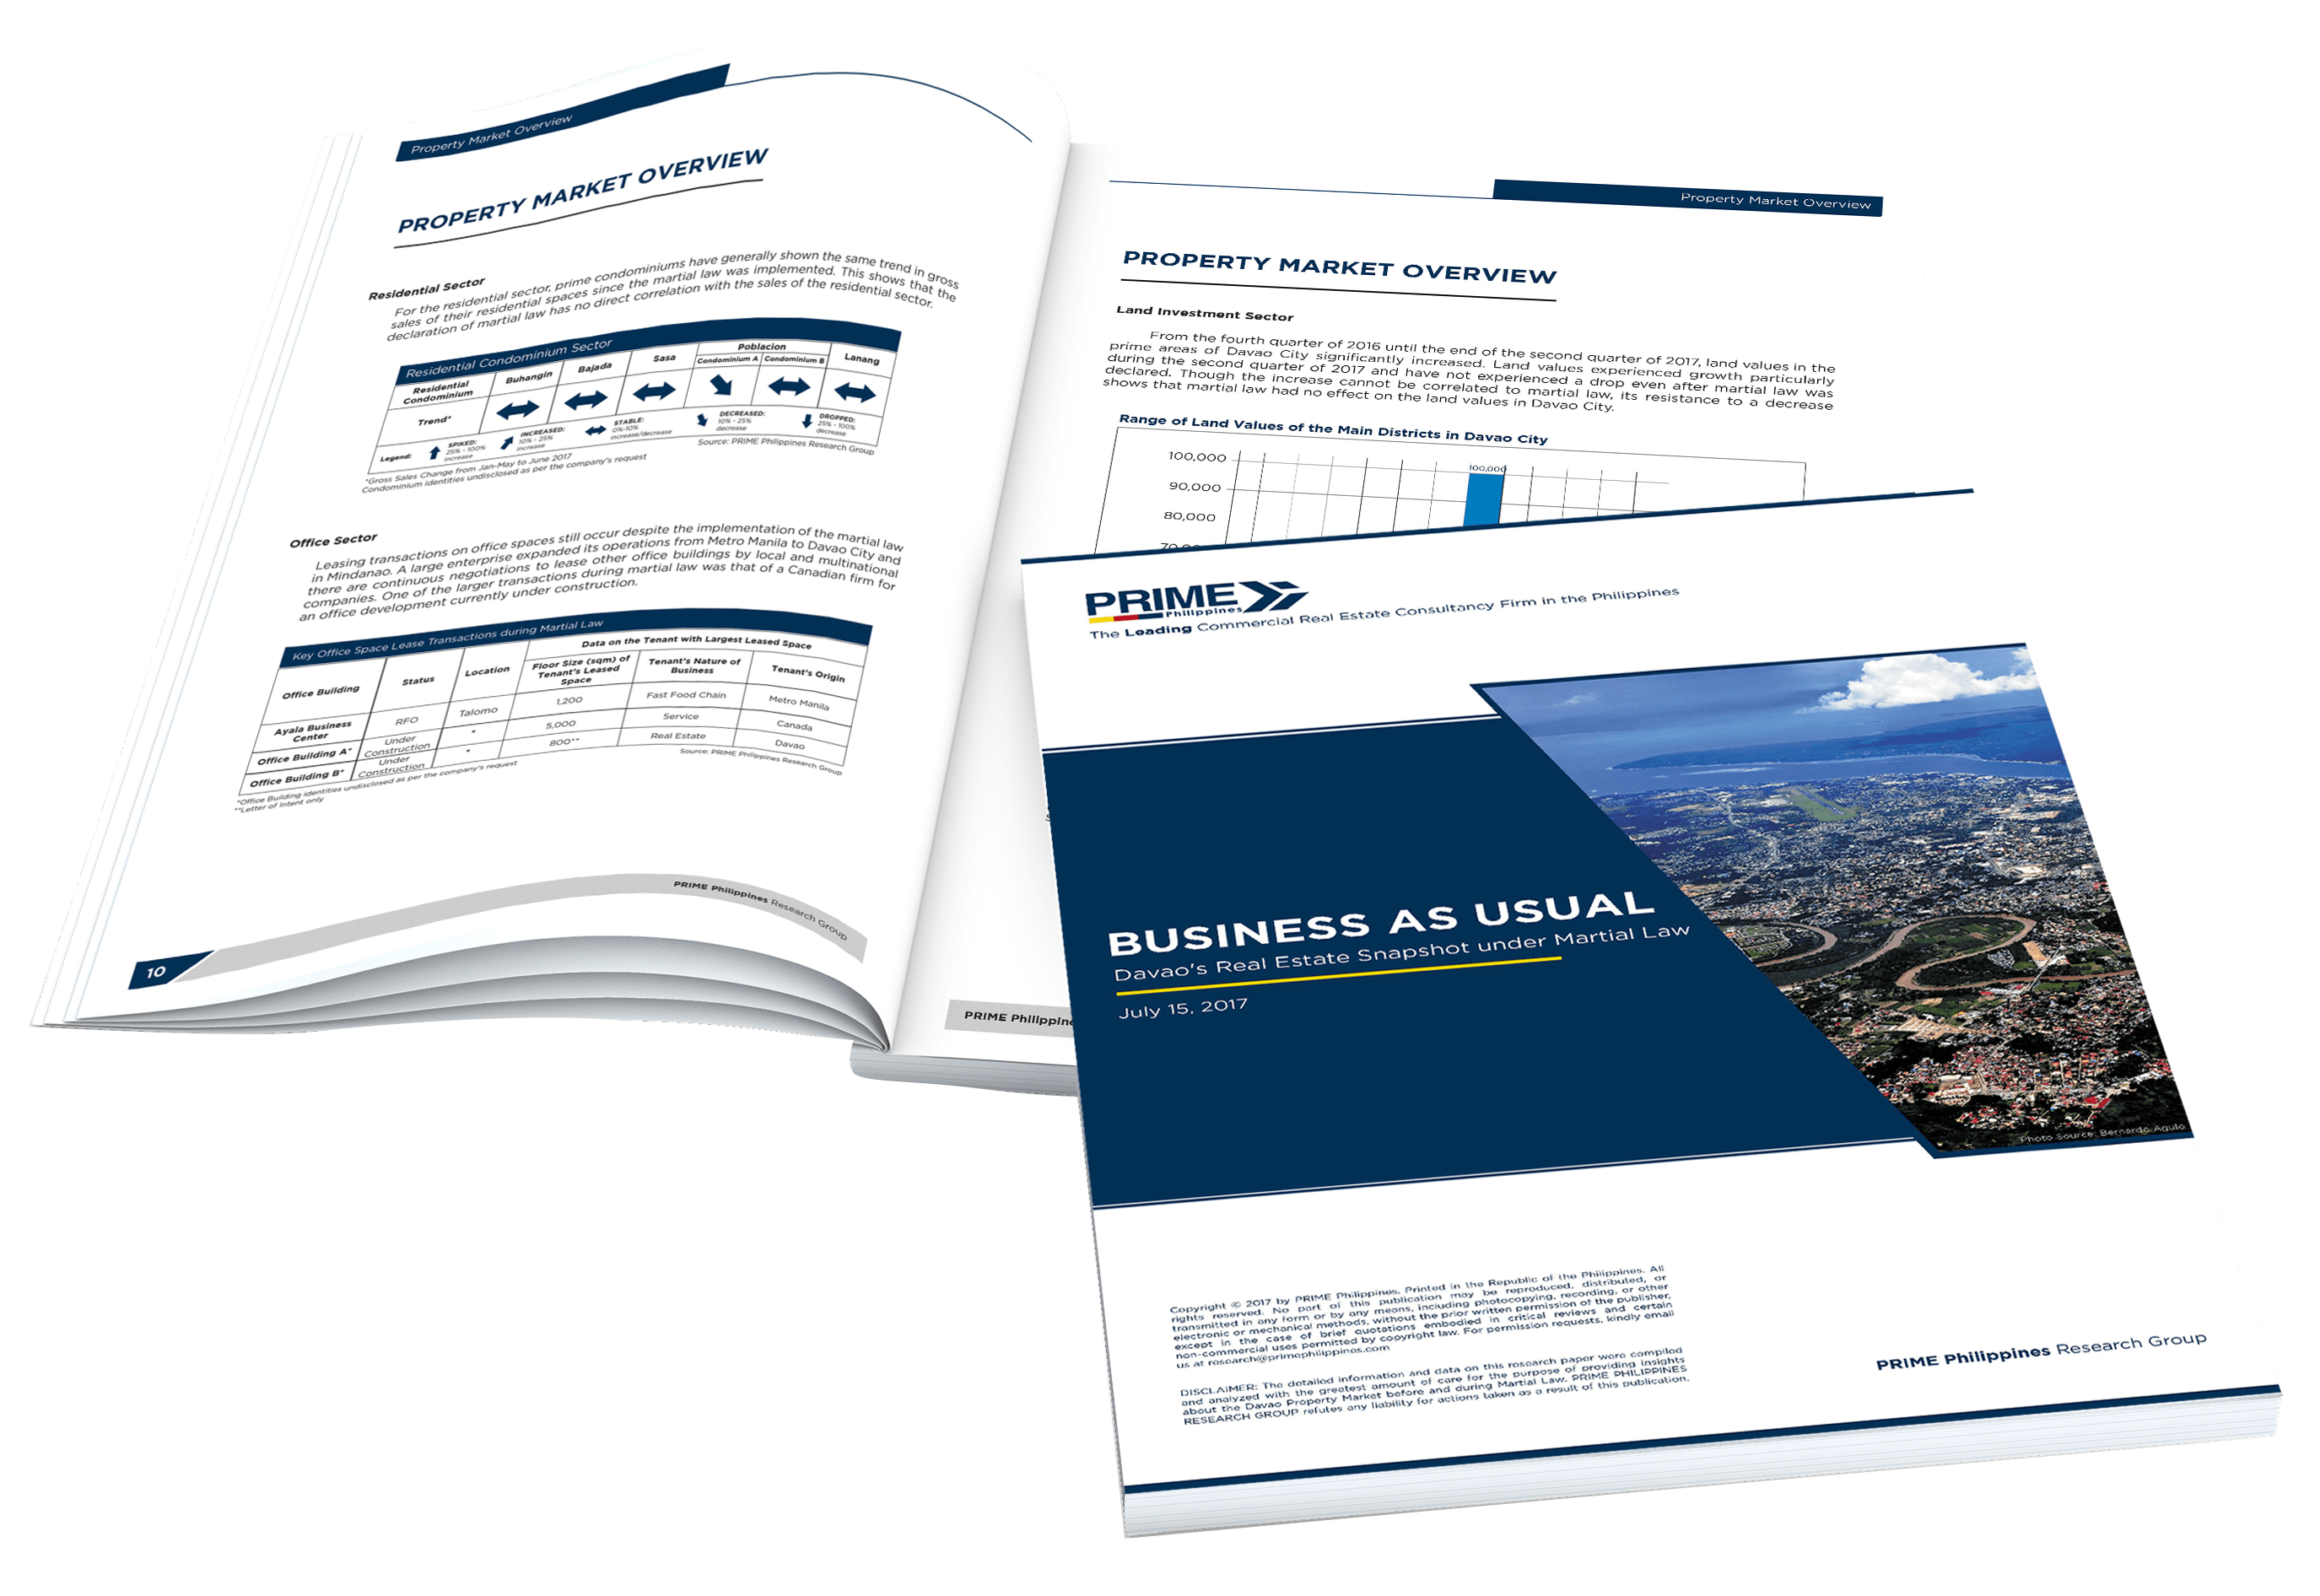 Property Market Overview
PROPERTY MARKET OVERVIEW
Residential Sector
For the residential sector, prime condominiums have generally shown the same trend in gross
sales of their residential spaces since the martial law was implemented. This shows that the
declaration of martial law has no direct correlation with the sales of the residential sector.
Residential Condominium Sector
Residential Condominium
Buhangin
Bajada
Sasa
Poblacion
Condominium A
Condominium B
Lanang
Trend*
Legend:
SPIKED:
25% - 100%
increase
INCREASED:
10% - 25%
increase
STABLE:
0%-10%
increase/decrease
DECREASED:
10% - 25%
decrease
DROPPED:
25% - 100%
decrease
Source: PRIME Philippines Research Group
*Gross Sales Change from Jan-May to June 2017
Condominium identities undisclosed as per the company's request
Office Sector
Leasing transactions on office spaces still occur despite the implementation of the martial law
in Mindanao. A large enterprise expanded its operations from Metro Manila to Davao City and
there are continuous negotiations to lease other office buildings by local and multinational
companies. One of the larger transactions during martial law was that of a Canadian firm for
an office development currently under construction.
Key Office Space Lease Transactions during Martial Law
Office Building
Status
Location
Data on the Tenant with Largest Leased Space
Floor Size (sqm) of
Tenant's Leased
Space
Tenant's Nature of
Business
Tenant's Origin
Ayala Business
Center
RFO
Talomo
1,200
Fast Food Chain
Metro Manila
Office Building A*
Under
Construction
*
5,000
Service
Canada
Office Building B*
Under
Construction
*
800**
Real Estate
Davao
Source: PRIME Philippines Research Group
*Office Building identities undisclosed as per the company's request
**Letter of Intent only
10
PRIME Philippines Research Group
Property Market Overview
PROPERTY MARKET OVERVIEW
Land Investment Sector
From the fourth quarter of 2016 until the end of the second quarter of 2017, land values in the
prime areas of Davao City significantly increased. Land values experienced growth particularly
during the second quarter of 2017 and have not experienced a drop even after martial law was
declared. Though the increase cannot be correlated to martial law, its resistance to a decrease
shows that martial law had no effect on the land values in Davao City.
Range of Land Values of the Main Districts in Davao City
100,000
100,000
90,000
80,000
PRIME Philippine
PRIME
Philippines
The Leading Commercial Real Estate Consultancy Firm in the Philippines
BUSINESS AS USUAL
Davao's Real Estate Snapshot under Martial Law
July 15, 2017
Photo Source: Bernardo Agulo
Copyright © 2017 by PRIME Philippines. Printed in the Republic of the Philippines. All
rights reserved. No part of this publication may be reproduced, distributed, or
transmitted in any form or by any means, including photocopying, recording, or other
electronic or mechanical methods, without the prior written permission of the publisher,
except in the case of brief quotations embodied in critical reviews and certain
non-commercial uses permitted by copyright law. For permission requests, kindly email
us at research@primephilippines.com
DISCLAIMER: The detailed information and data on this research paper were compiled
and analyzed with the greatest amount of care for the purpose of providing insights
about the Davao Property Market before and during Martial Law. PRIME PHILIPPINES
RESEARCH GROUP refutes any liability for actions taken as a result of this publication.
PRIME Philippines Research Group